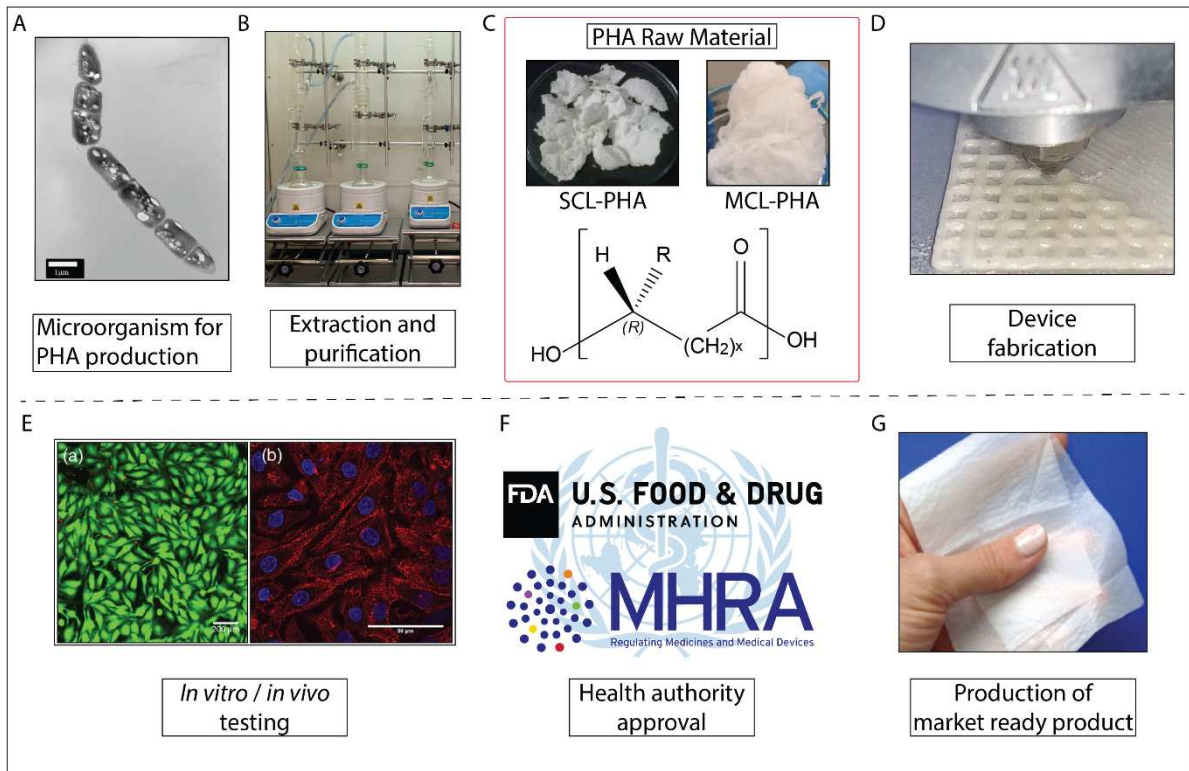 A
B
C
D
PHA Raw Material
SCL-PHA
MCL-PHA
H
R
O
(R)
HO
(CH2)x
OH
1μm
Microorganism for
PHA production
Extraction and
purification
Device
fabrication
E
F
G
(a)
(b)
200 μm
FDA
U.S. FOOD & DRUG
ADMINISTRATION
MHRA
Regulating Medicines and Medical Devices
In vitro / in vivo
testing
Health authority
approval
Production of
market ready product